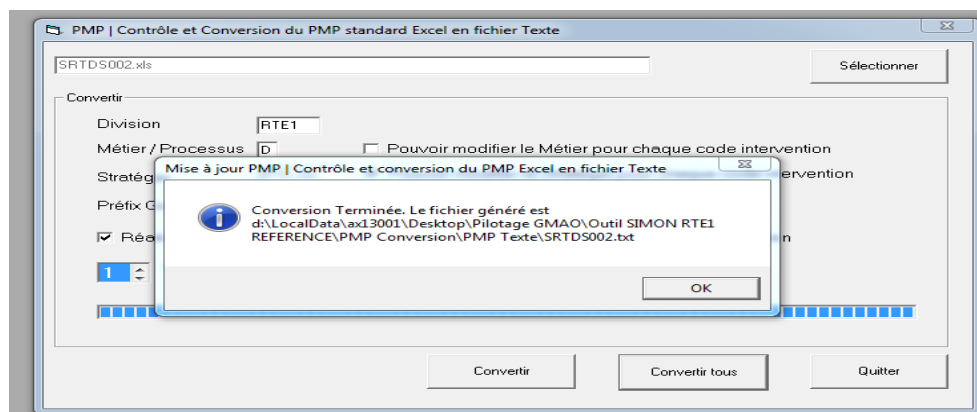 PMP | Contrôle et Conversion du PMP standard Excel en fichier Texte
SRTDS002.xls
Sélectionner
Convertir
Division RTE1
Métier / Processus D Pouvoir modifier le Métier pour chaque code intervention
Mise à jour PMP | Contrôle et conversion du PMP Excel en fichier Texte
Conversion Terminée. Le fichier généré est
d:\LocalData\ax13001\Desktop\Pilotage GMAO\Outil SIMON RTE1
REFERENCE\PMP Conversion\PMP Texte\SRTDS002.txt
OK
Préfix
1
Convertir
Convertir tous
Quitter